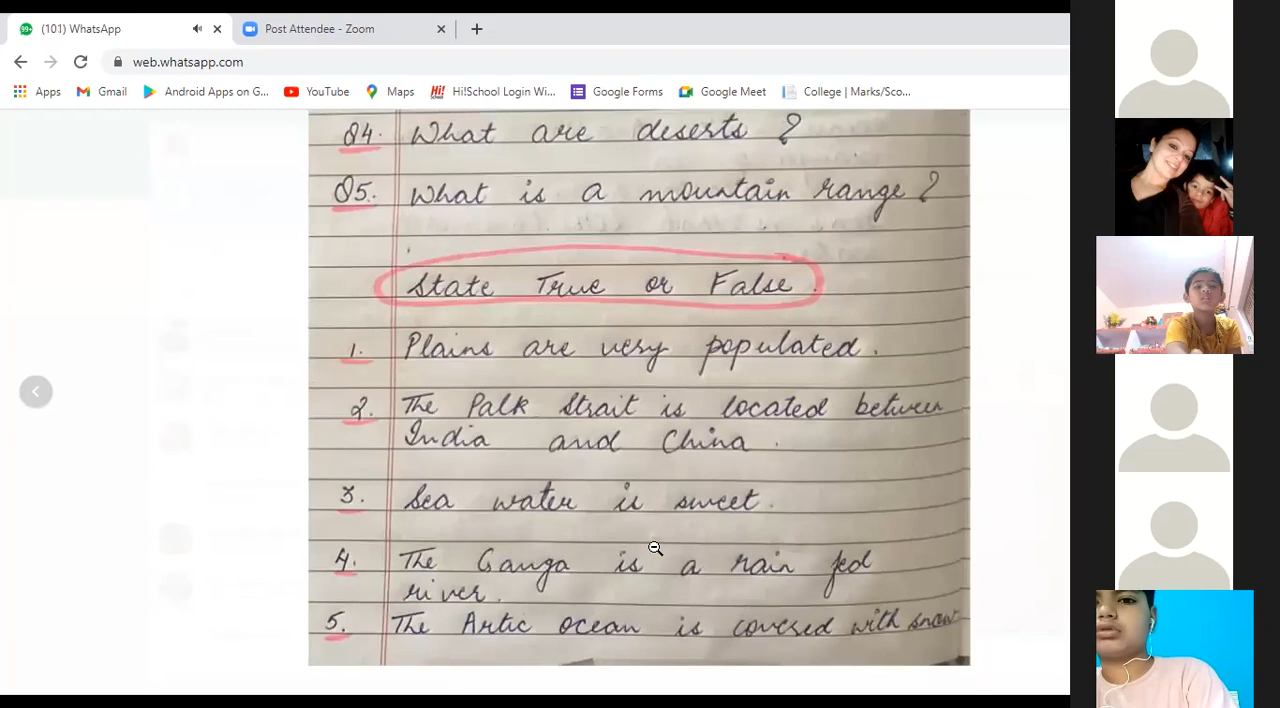 (101) WhatsApp
Post Attendee - Zoom
web.whatsapp.com
Apps
Gmail
Android Apps on G...
YouTube
Maps
Hi!School Login Wi...
Google Forms
Google Meet
College | Marks/Sco...
Q4. What are deserts ?
Q5. What is a mountain range ?
State True or False.
1. Plains are very populated.
2. The Palk Strait is located between
India and China.
3. Sea water is sweet.
4. The Ganga is a rain fed
river.
5. The Artic ocean is covered with snow